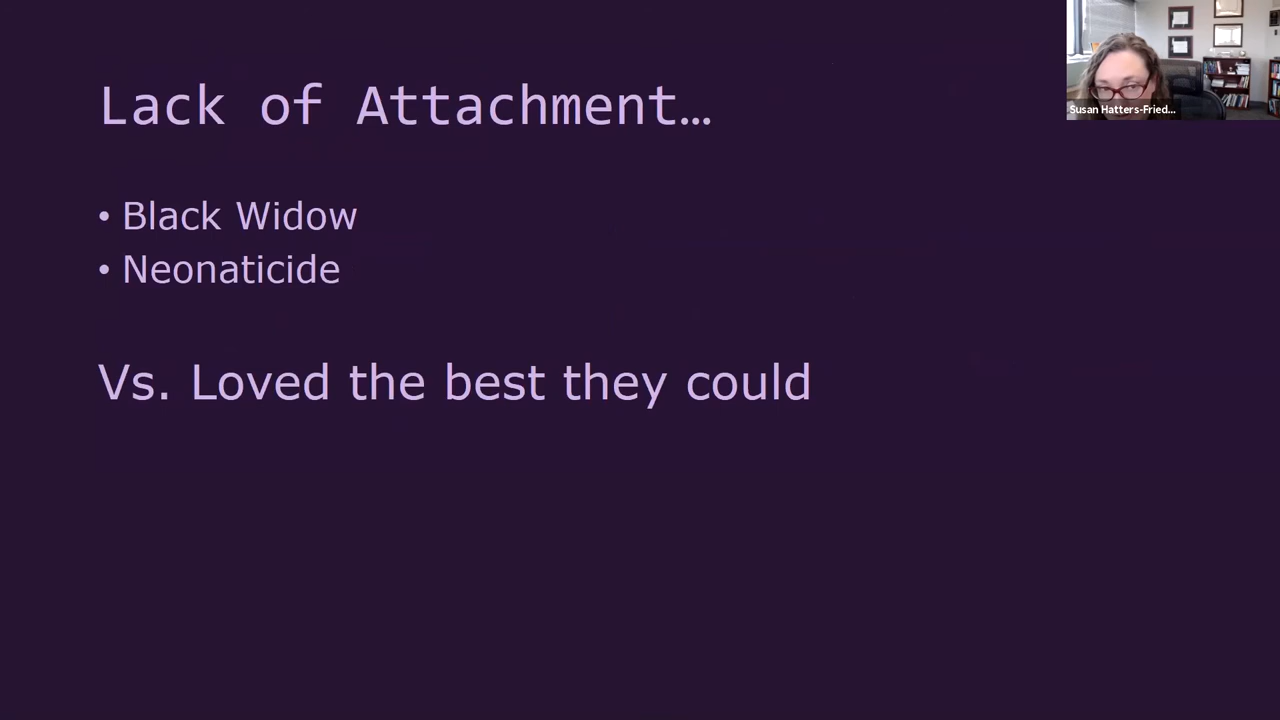 Lack of Attachment…
• Black Widow
• Neonaticide
Vs. Loved the best they could
Susan Hatters-Fried...